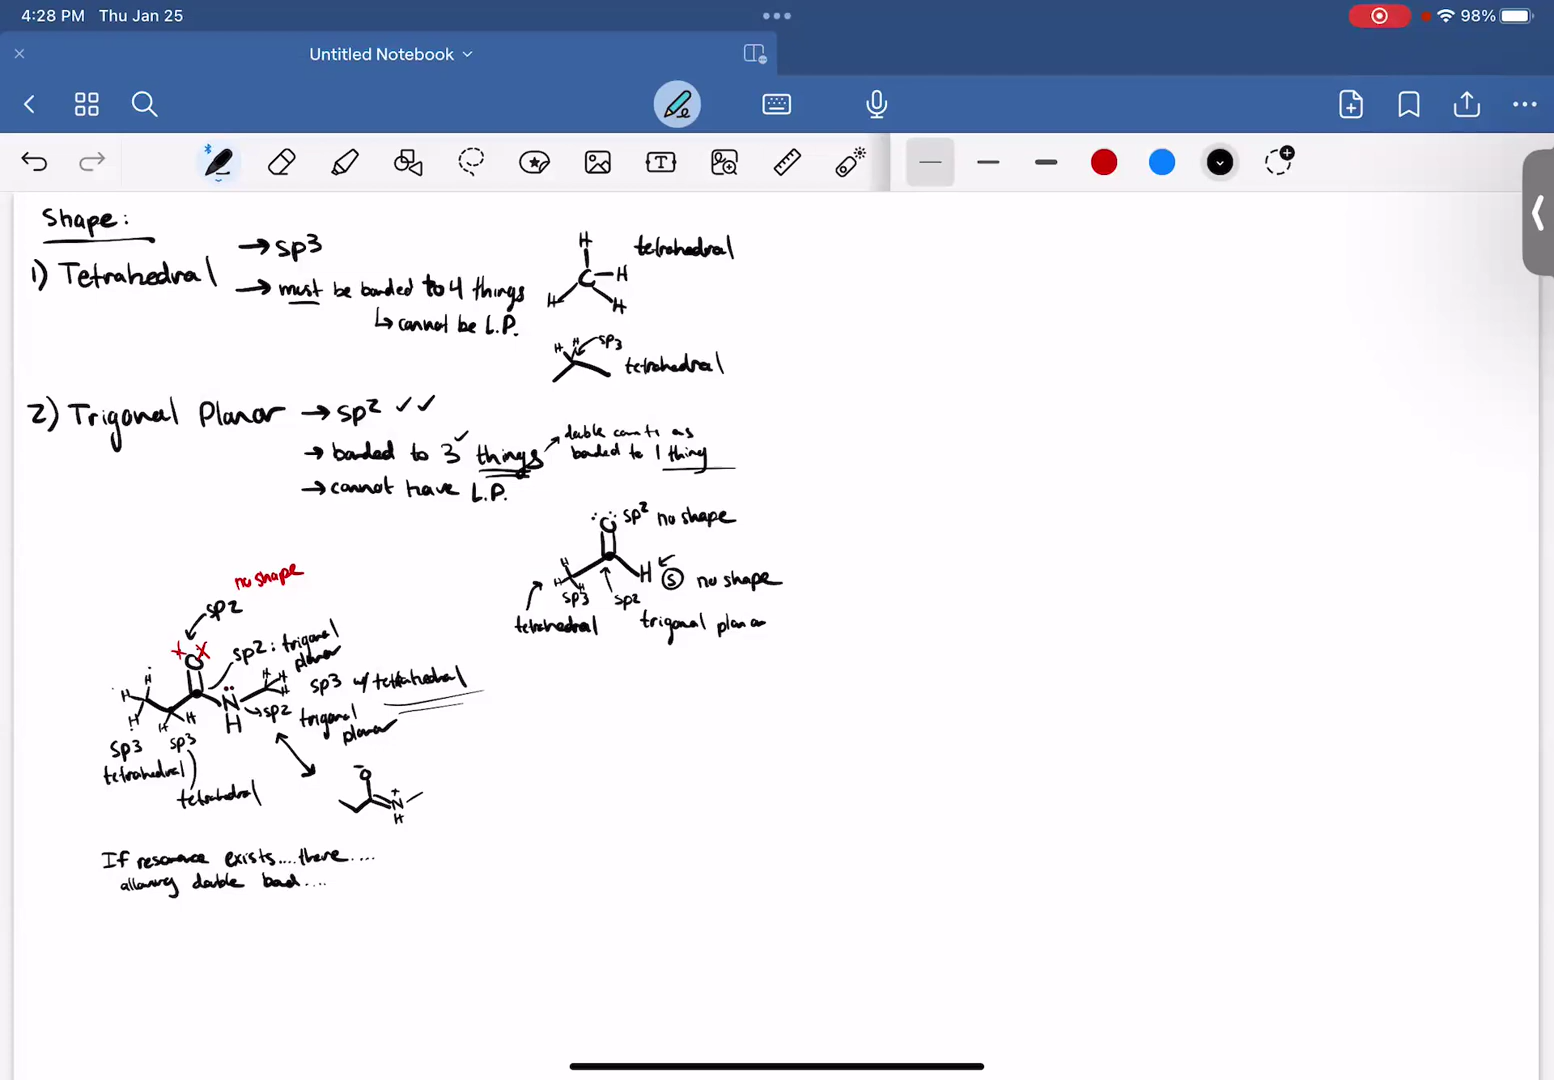 4:28 PM Thu Jan 25
98%
Untitled Notebook
Shape:
1) Tetrahedral
→ sp3
→ must be bonded to 4 things
↳ cannot be L.P.
H
C H tetrahedral
H H
H H sp3
tetrahedral
2) Trigonal Planar → sp2 ✓✓
→ bonded to 3 things
double counts as
bonded to 1 thing
→ cannot have L.P.
O sp2 no shape
H
H H
H S no shape
sp3 sp2
tetrahedral trigonal planar
no shape
sp2
X O X
sp2: trigonal
planar
H H
H H H
sp3 w/ tetrahedral
N
H H H
H
sp2 trigonal
planar
sp3 sp3
tetrahedral
tetrahedral
- O
+
N
H
If resonance exists....there....
allowing double bond....